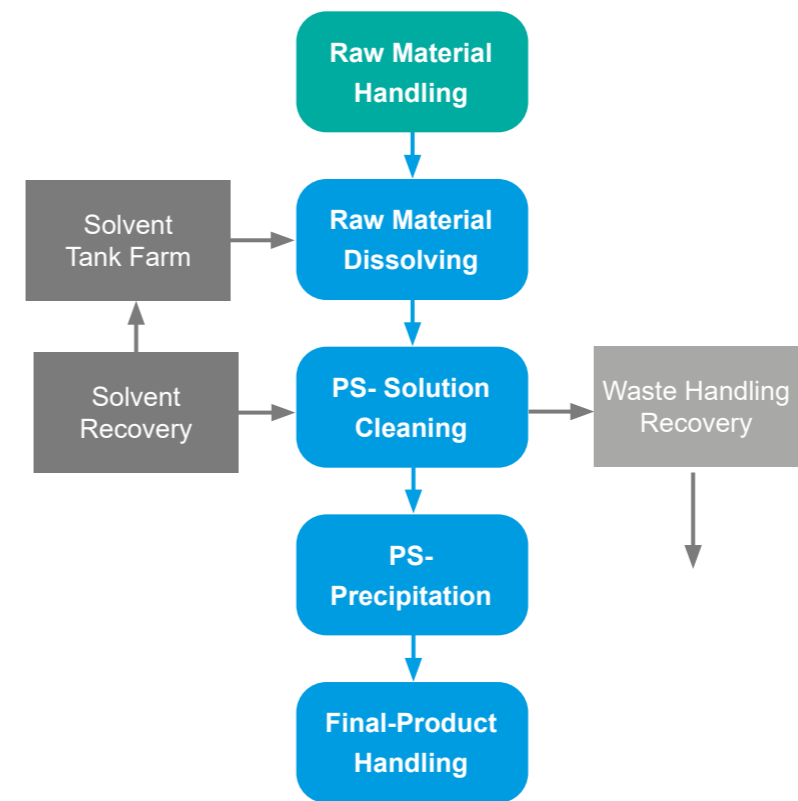 Raw Material
Handling
Solvent
Tank Farm
Raw Material
Dissolving
Solvent
Recovery
PS- Solution
Cleaning
Waste Handling
Recovery
PS-
Precipitation
Final-Product
Handling